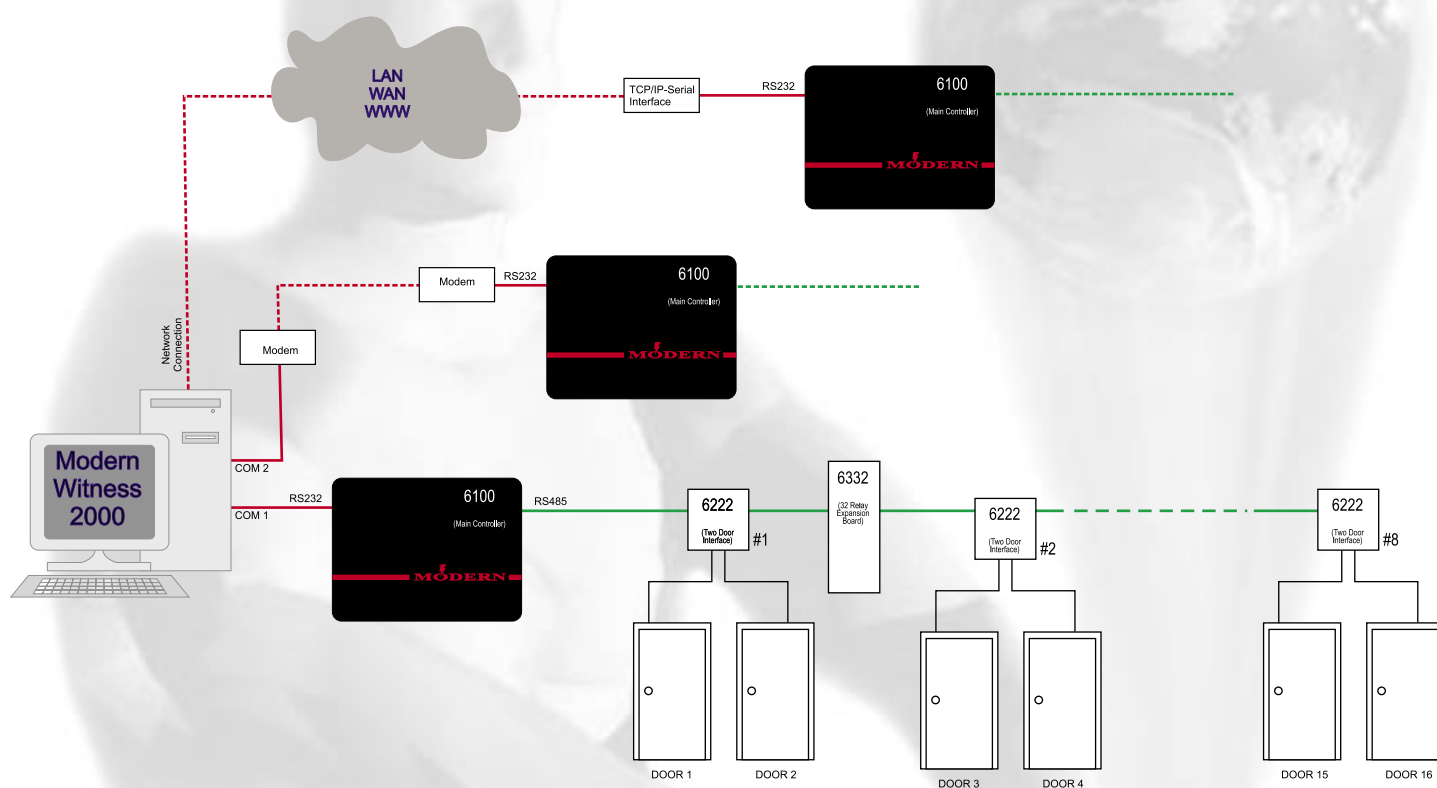 LAN
WAN
WWW
TCP/IP-Serial
Interface
RS232
6100
(Main Controller)
MODERN
Modem
RS232
6100
(Main Controller)
MODERN
Network
Connection
Modem
Modern
Witness
2000
COM 2
COM 1
RS232
6100
(Main Controller)
MODERN
RS485
6222
(Two Door
Interface)
#1
6332
(32 Relay
Expansion
Board)
6222
(Two Door
Interface)
#2
6222
(Two Door
Interface)
#8
DOOR 1
DOOR 2
DOOR 3
DOOR 4
DOOR 15
DOOR 16